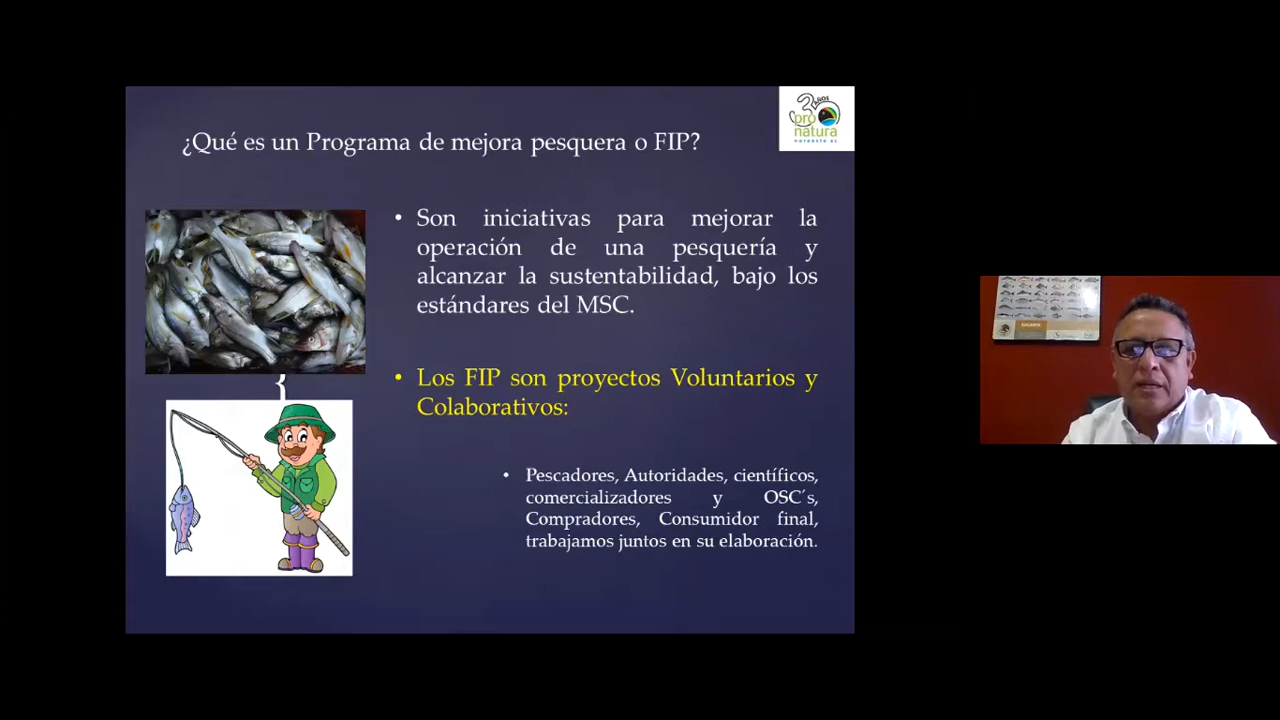 ¿Qué es un Programa de mejora pesquera o FIP?
30 AÑOS
pro
natura
noroeste ac
• Son iniciativas para mejorar la
operación de una pesquería y
alcanzar la sustentabilidad, bajo los
estándares del MSC.
• Los FIP son proyectos Voluntarios y
Colaborativos:
• Pescadores, Autoridades, científicos,
comercializadores y OSC´s,
Compradores, Consumidor final,
trabajamos juntos en su elaboración.
{